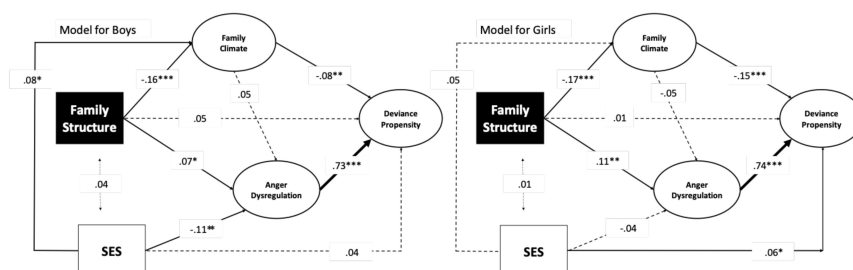 Model for Boys
Family
Climate
.08*
-.16***
-.08**
.05
Family
Structure
.05
Deviance
Propensity
.07*
.73***
.04
Anger
Dysregulation
-.11**
SES
.04
Model for Girls
Family
Climate
.05
-.17***
-.15***
-.05
Family
Structure
.01
Deviance
Propensity
.11**
.74***
.01
Anger
Dysregulation
-.04
SES
.06*